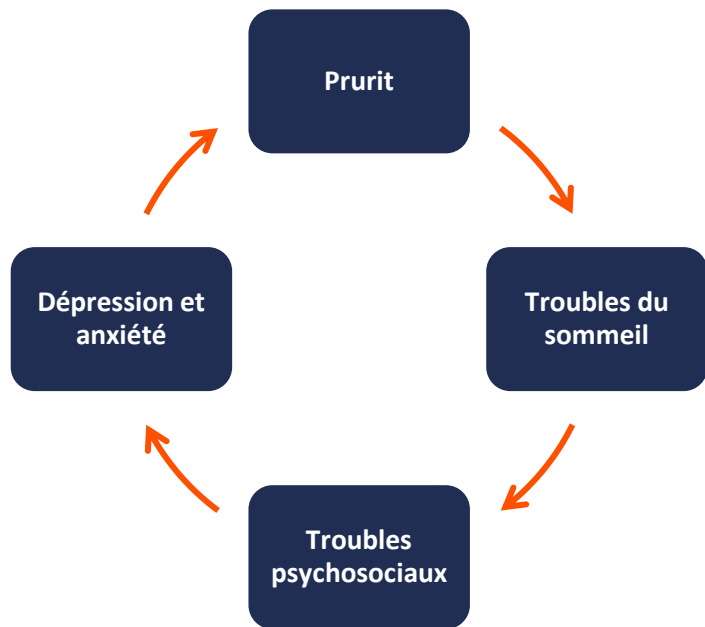 Prurit
Dépression et
anxiété
Troubles du
sommeil
Troubles
psychosociaux